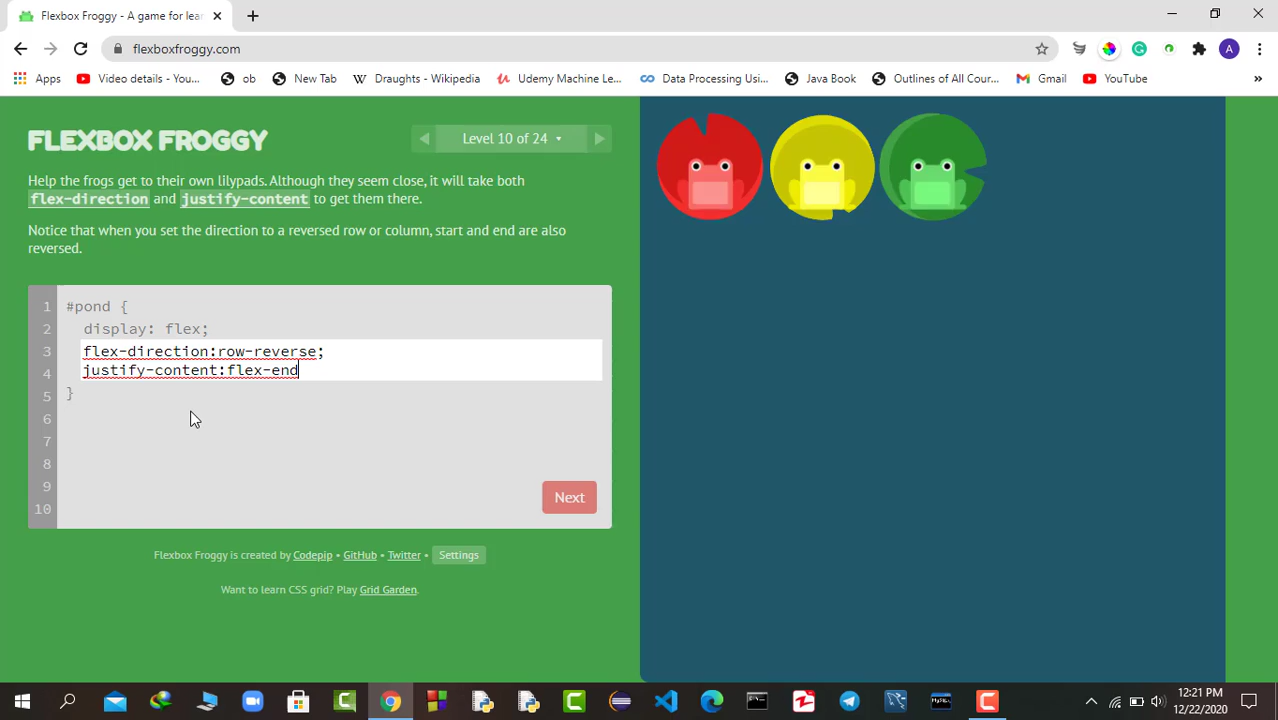 Flexbox Froggy - A game for lear
flexboxfroggy.com
A
Apps
Video details - You...
ob
New Tab
Draughts - Wikipedia
Udemy Machine Le...
Data Processing Usi...
Java Book
Outlines of All Cour...
Gmail
YouTube
»
FLEXBOX FROGGY
Level 10 of 24
Help the frogs get to their own lilypads. Although they seem close, it will take both
flex-direction and justify-content to get them there.
Notice that when you set the direction to a reversed row or column, start and end are also
reversed.
1 #pond {
2 display: flex;
3 flex-direction:row-reverse;
4 justify-content:flex-end
5 }
6
7
8
9
10
Next
Flexbox Froggy is created by Codepip • GitHub • Twitter • Settings
Want to learn CSS grid? Play Grid Garden.
12:21 PM
12/22/2020